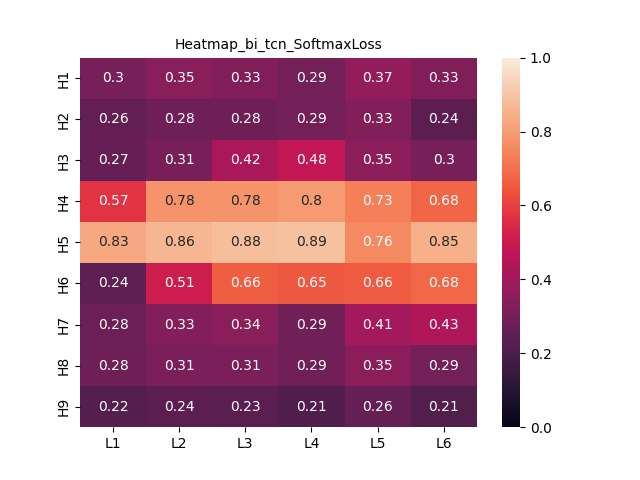 Heatmap_bi_tcn_SoftmaxLoss
H1 0.3 0.35 0.33 0.29 0.37 0.33
H2 0.26 0.28 0.28 0.29 0.33 0.24
H3 0.27 0.31 0.42 0.48 0.35 0.3
H4 0.57 0.78 0.78 0.8 0.73 0.68
H5 0.83 0.86 0.88 0.89 0.76 0.85
H6 0.24 0.51 0.66 0.65 0.66 0.68
H7 0.28 0.33 0.34 0.29 0.41 0.43
H8 0.28 0.31 0.31 0.29 0.35 0.29
H9 0.22 0.24 0.23 0.21 0.26 0.21
L1 L2 L3 L4 L5 L6
1.0
0.8
0.6
0.4
0.2
0.0